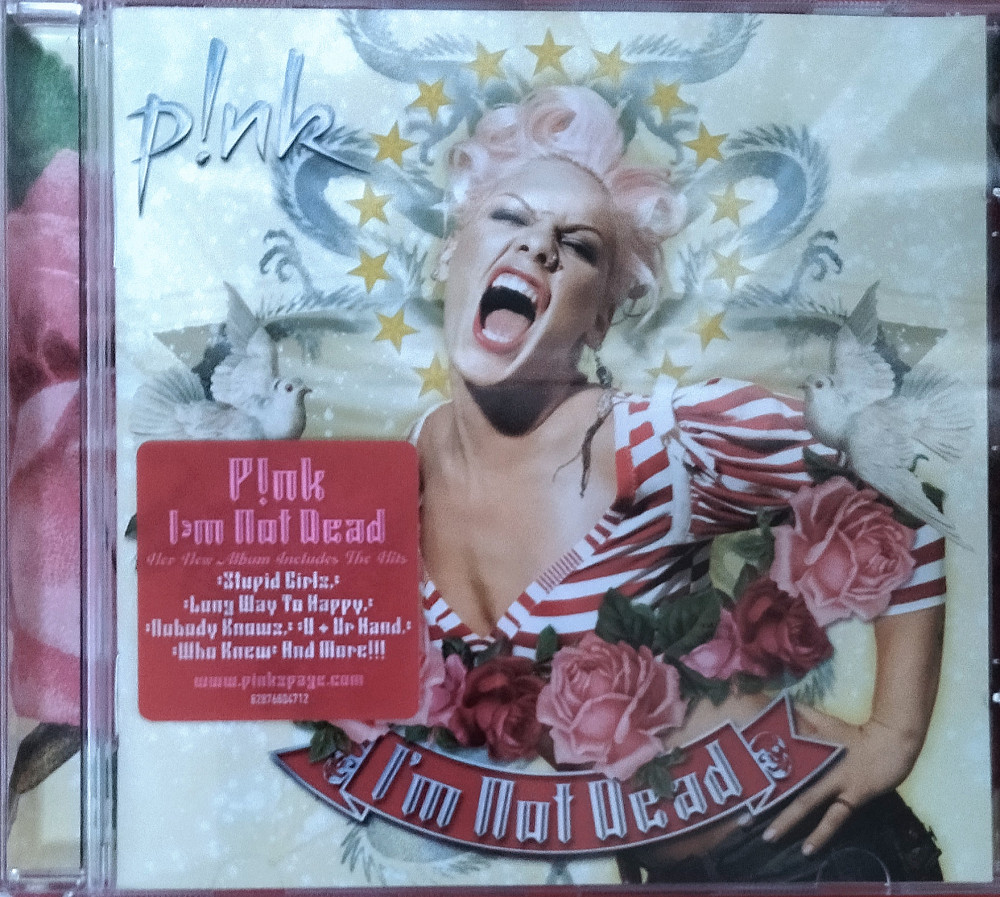 p!nk
P!nk
I'm Not Dead
Her New Album Includes The Hits
"Stupid Girls,"
"Long Way To Happy,"
"Nobody Knows," "U + Ur Hand,"
"Who Knew" And More!!!
www.pinkspage.com
82876804712
I'm Not Dead